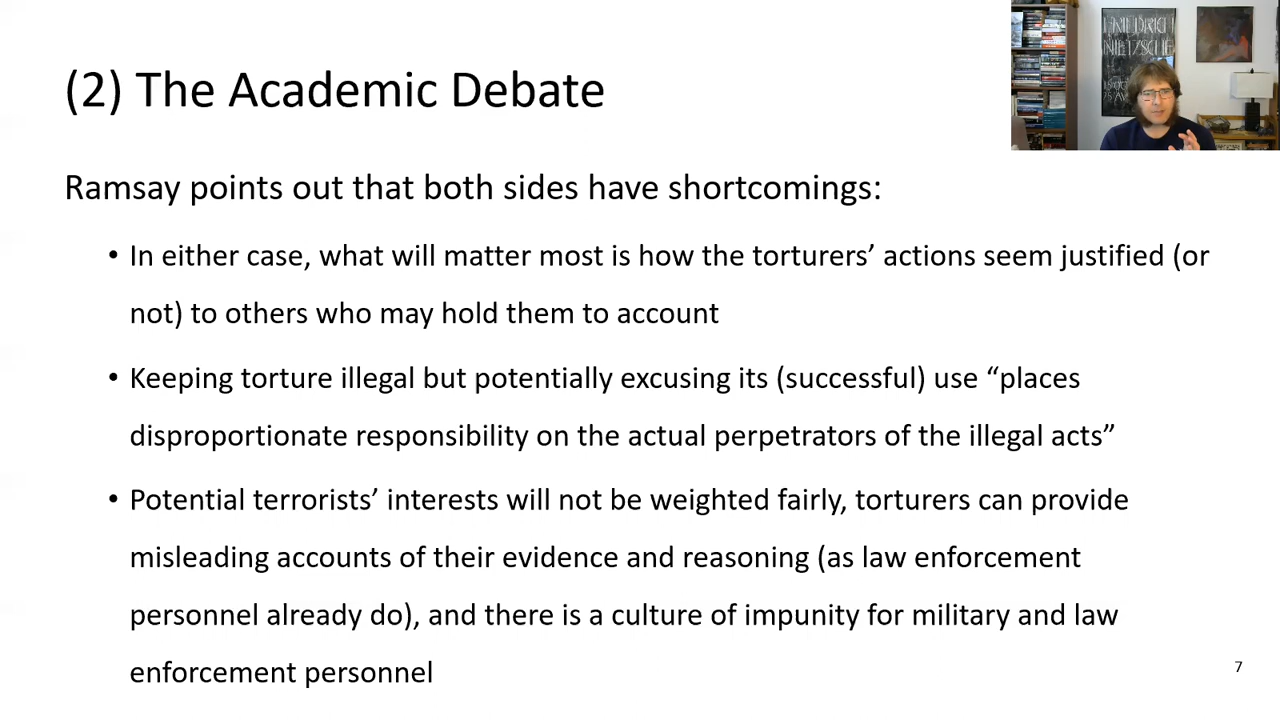 FRIEDRICH
NIETZSCHE
(2) The Academic Debate
Ramsay points out that both sides have shortcomings:
• In either case, what will matter most is how the torturers’ actions seem justified (or
not) to others who may hold them to account
• Keeping torture illegal but potentially excusing its (successful) use “places
disproportionate responsibility on the actual perpetrators of the illegal acts”
• Potential terrorists’ interests will not be weighted fairly, torturers can provide
misleading accounts of their evidence and reasoning (as law enforcement
personnel already do), and there is a culture of impunity for military and law
enforcement personnel
7